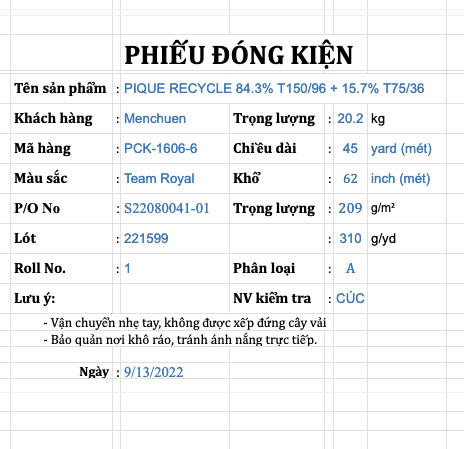 PHIẾU ĐÓNG KIỆN
Tên sản phẩm : PIQUE RECYCLE 84.3% T150/96 + 15.7% T75/36
Khách hàng : Menchuen Trọng lượng : 20.2 kg
Mã hàng : PCK-1606-6 Chiều dài : 45 yard (mét)
Màu sắc : Team Royal Khổ : 62 inch (mét)
P/O No : S22080041-01 Trọng lượng : 209 g/m²
Lót : 221599 : 310 g/yd
Roll No. : 1 Phân loại : A
Lưu ý: NV kiểm tra : CÚC
- Vận chuyển nhẹ tay, không được xếp đứng cây vải
- Bảo quản nơi khô ráo, tránh ánh nắng trực tiếp.
Ngày : 9/13/2022